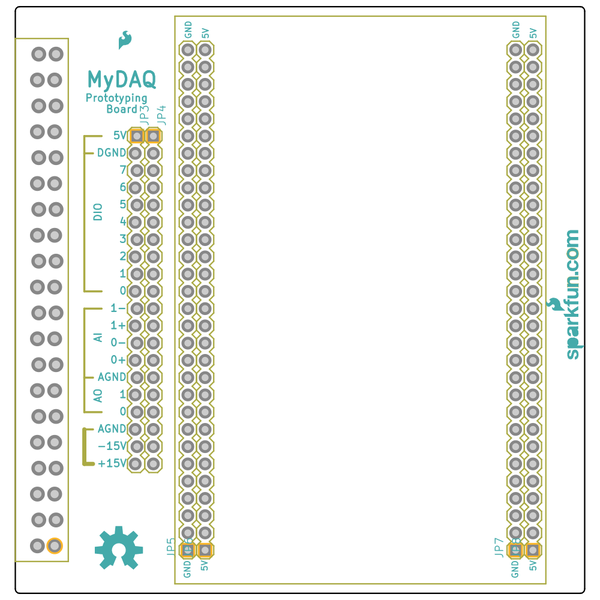 GND 5V
GND 5V
MyDAQ
Prototyping
Board
JP3
JP4
5V
DGND
7
6
5
4
3
2
1
0
DIO
1-
1+
0-
0+
AI
AGND
1
0
AO
AGND
-15V
+15V
sparkfun.com
JP5
JP7
GND 5V
GND 5V